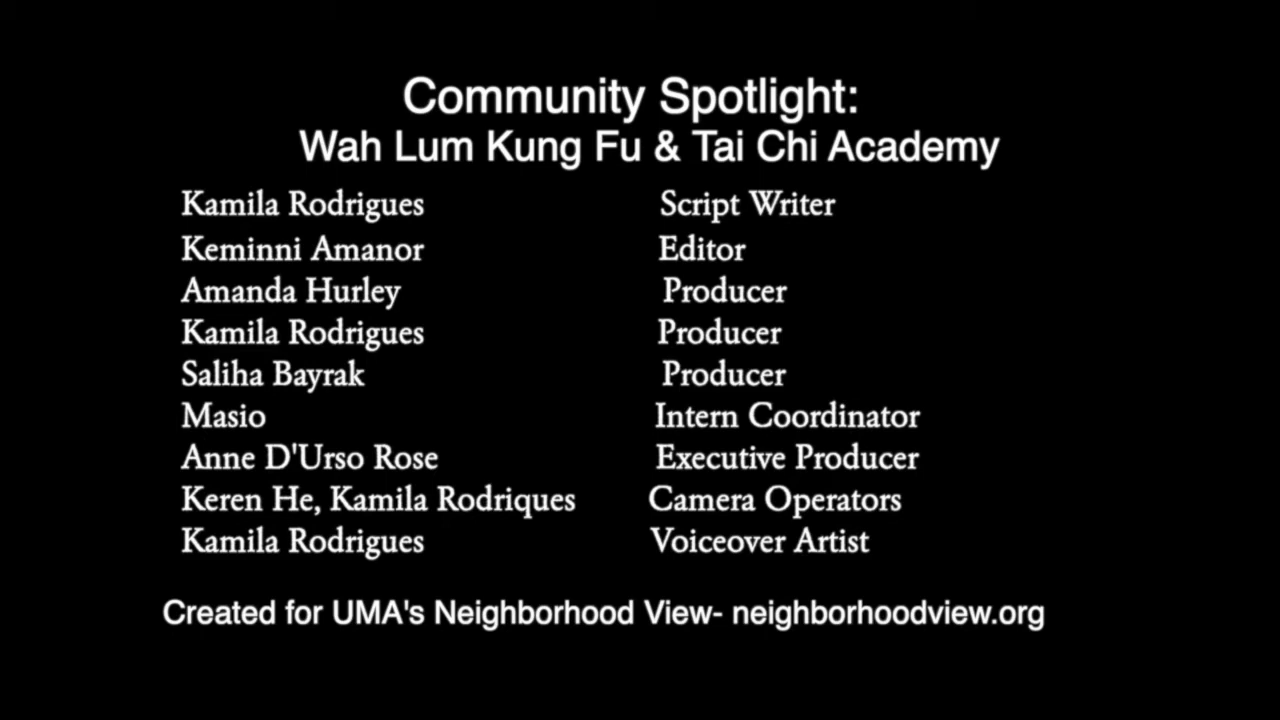 Community Spotlight:
Wah Lum Kung Fu & Tai Chi Academy
Kamila Rodrigues Script Writer
Keminni Amanor Editor
Amanda Hurley Producer
Kamila Rodrigues Producer
Saliha Bayrak Producer
Masio Intern Coordinator
Anne D'Urso Rose Executive Producer
Keren He, Kamila Rodriques Camera Operators
Kamila Rodrigues Voiceover Artist
Created for UMA's Neighborhood View- neighborhoodview.org